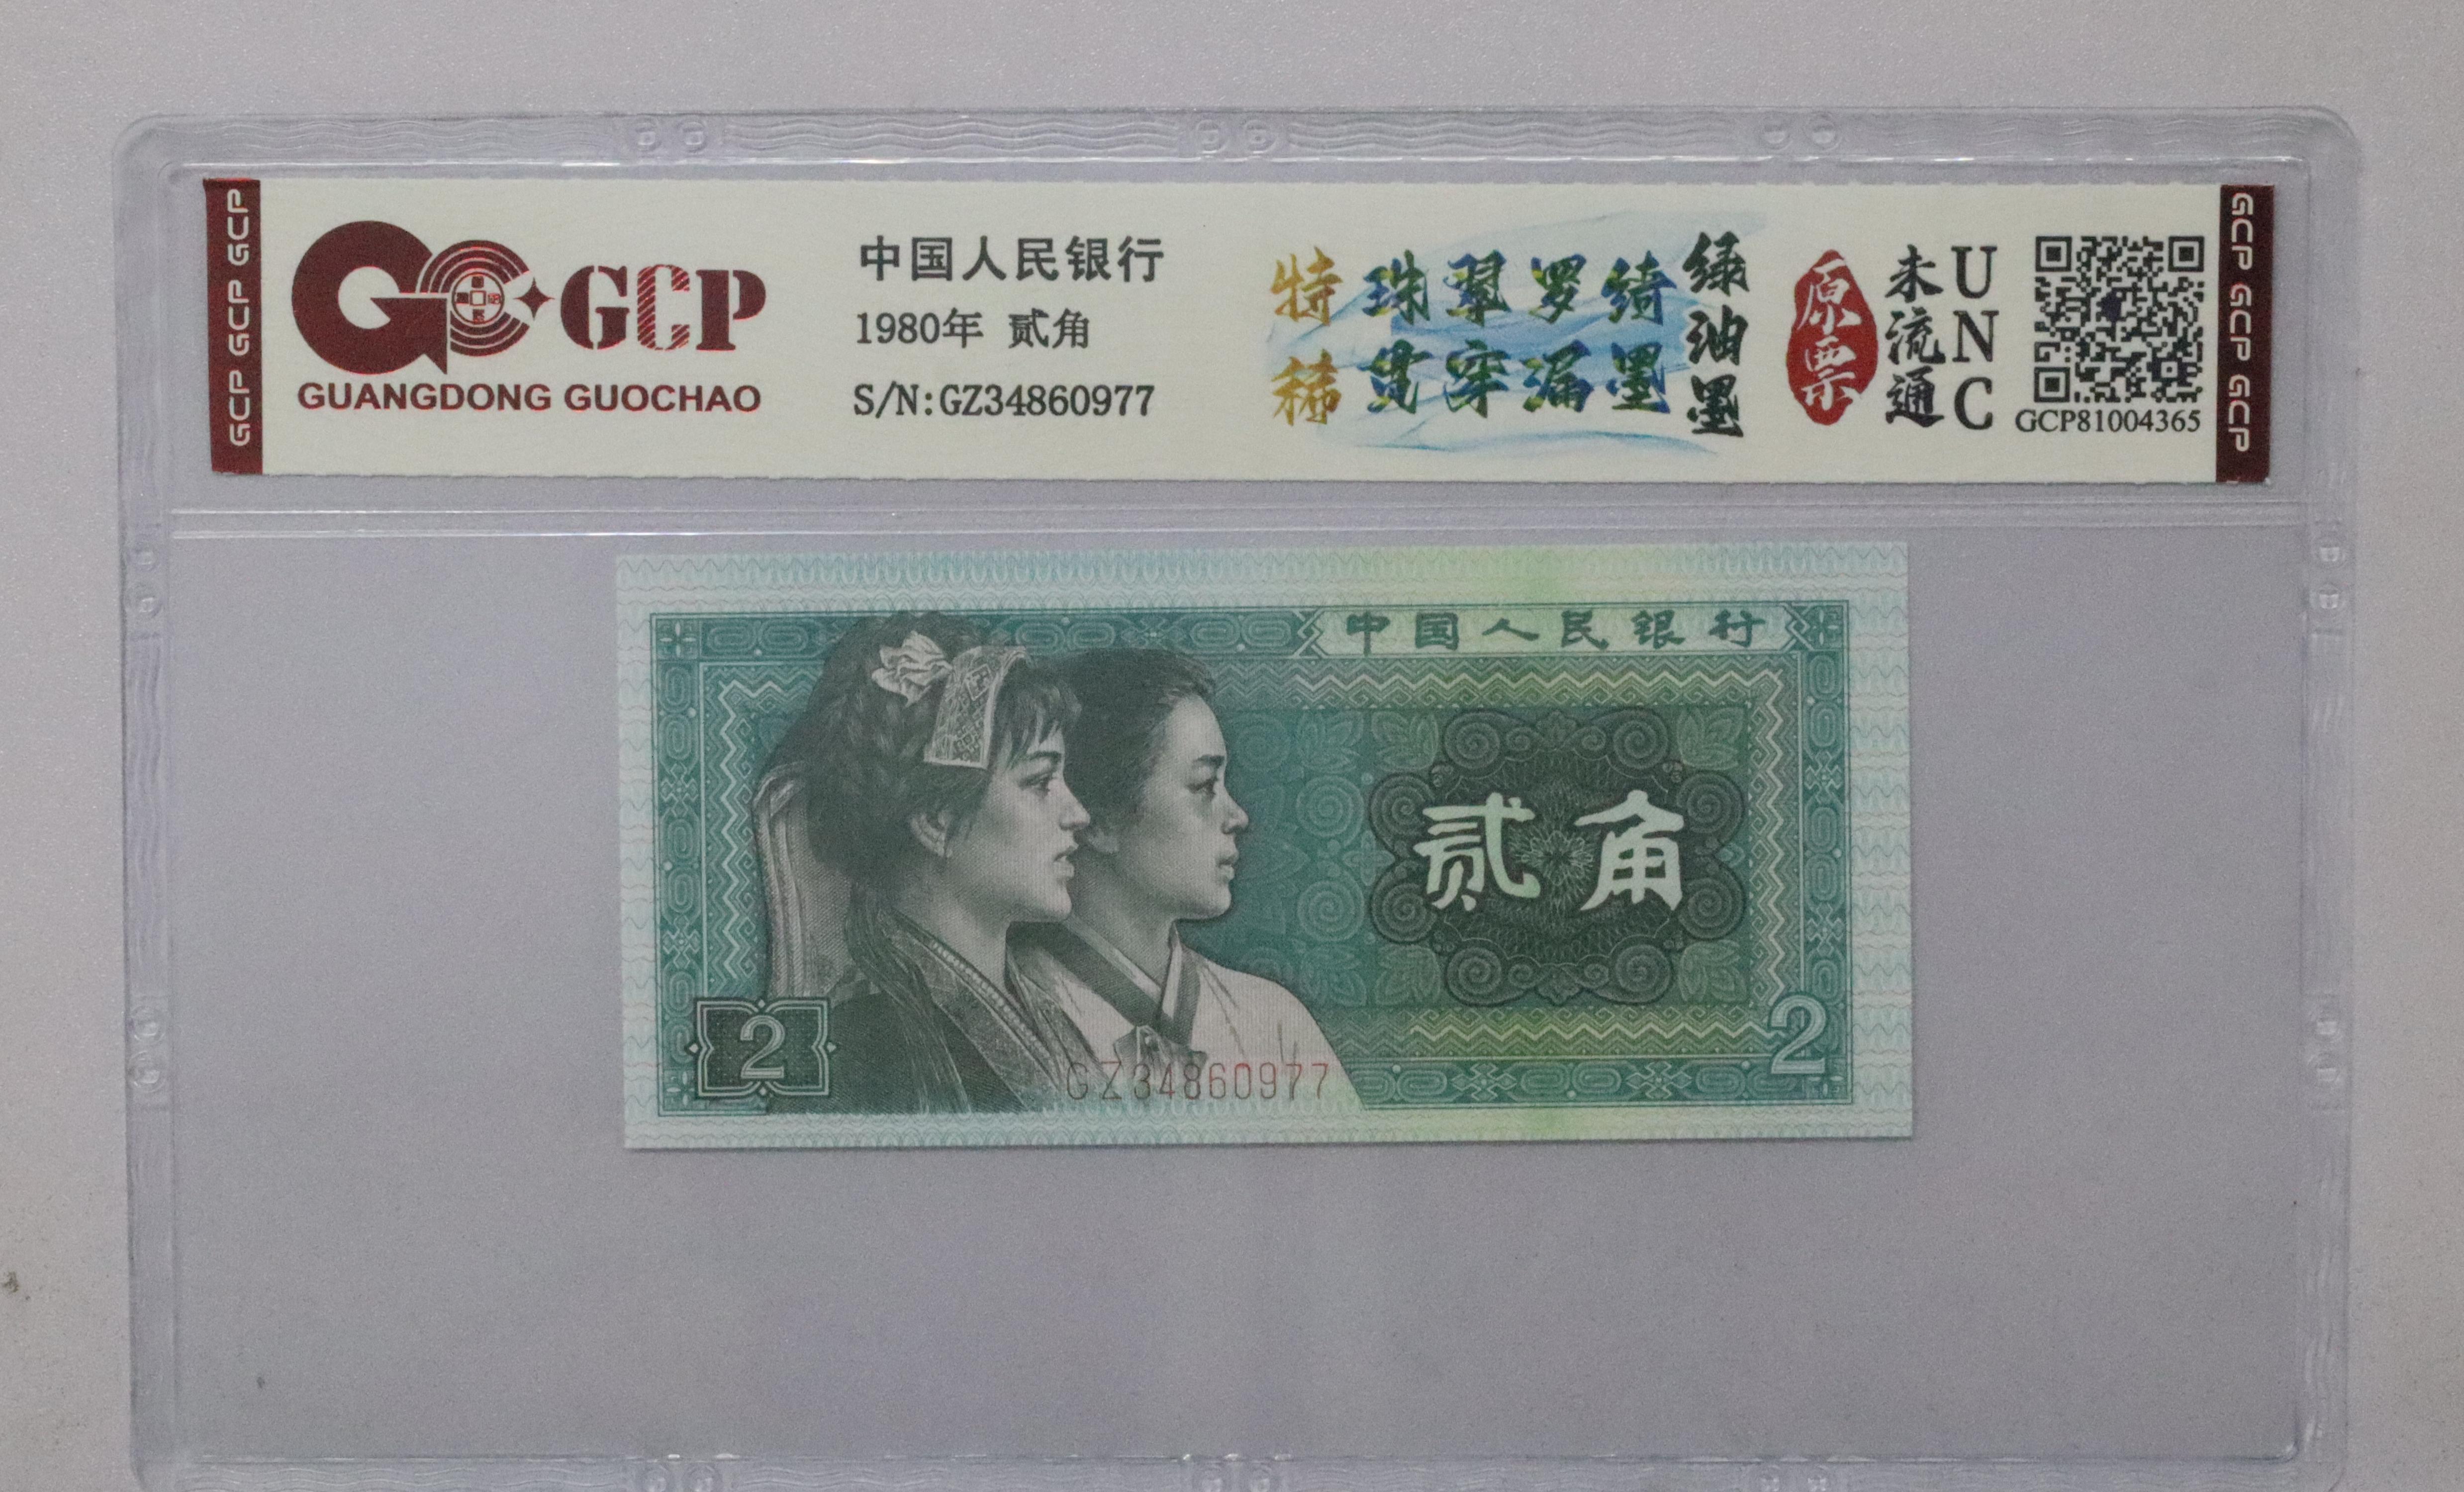 GCP GCP GCP
GCP
GUANGDONG GUOCHAO
中国人民银行
1980年 贰角
S/N:GZ34860977
特稀
珠翠罗绮
贯穿漏墨
绿油墨
原票
未流通
UNC
GCP81004365
GCP GCP GCP
中国人民银行
贰角
2
2
GZ34860977